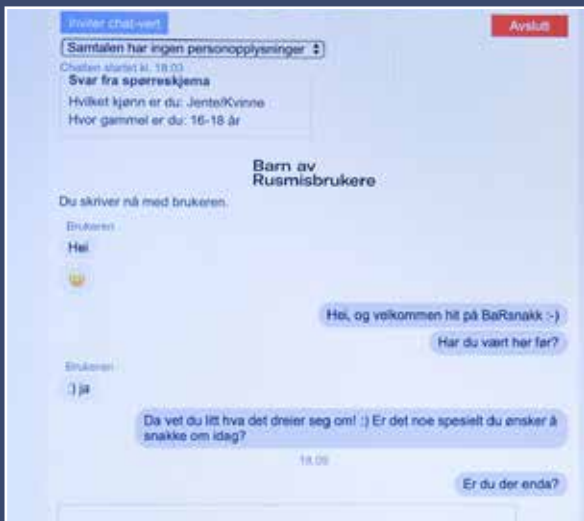 Inviter chat-vert
Avslutt
Samtalen har ingen personopplysninger
Chatten startet kl. 18.03
Svar fra spørreskjema
Hvilket kjønn er du: Jente/Kvinne
Hvor gammel er du: 16-18 år
Barn av
Rusmisbrukere
Du skriver nå med brukeren.
Brukeren
Hei
Hei, og velkommen hit på BaRsnakk :-)
Har du vært her før?
Brukeren
:) ja
Da vet du litt hva det dreier seg om! :) Er det noe spesielt du ønsker å
snakke om idag?
18.09
Er du der enda?